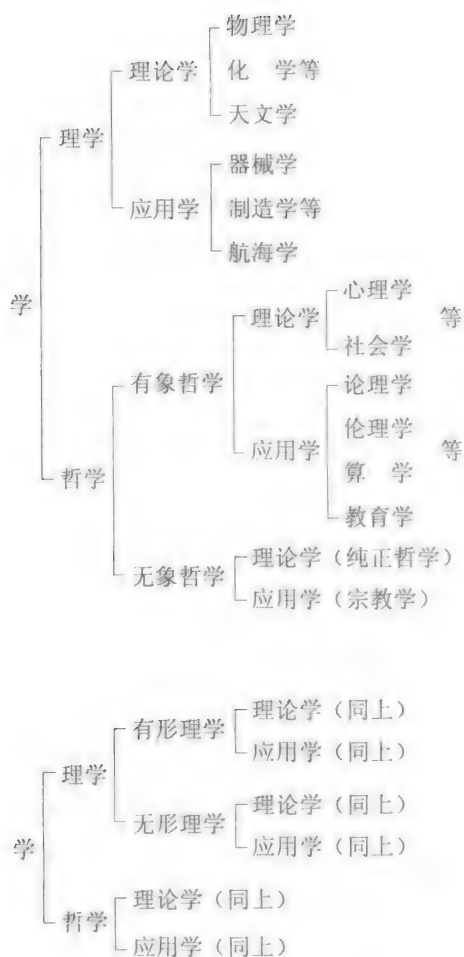 物理学
理论学 化 学等
天文学
理学
器械学
应用学 制造学等
航海学
学
心理学
理论学 等
社会学
有象哲学
论理学
伦理学
应用学 等
算 学
哲学
教育学
理论学（纯正哲学）
无象哲学
应用学（宗教学）
理论学（同上）
有形理学
应用学（同上）
理学
理论学（同上）
无形理学
应用学（同上）
学
理论学（同上）
哲学
应用学（同上）